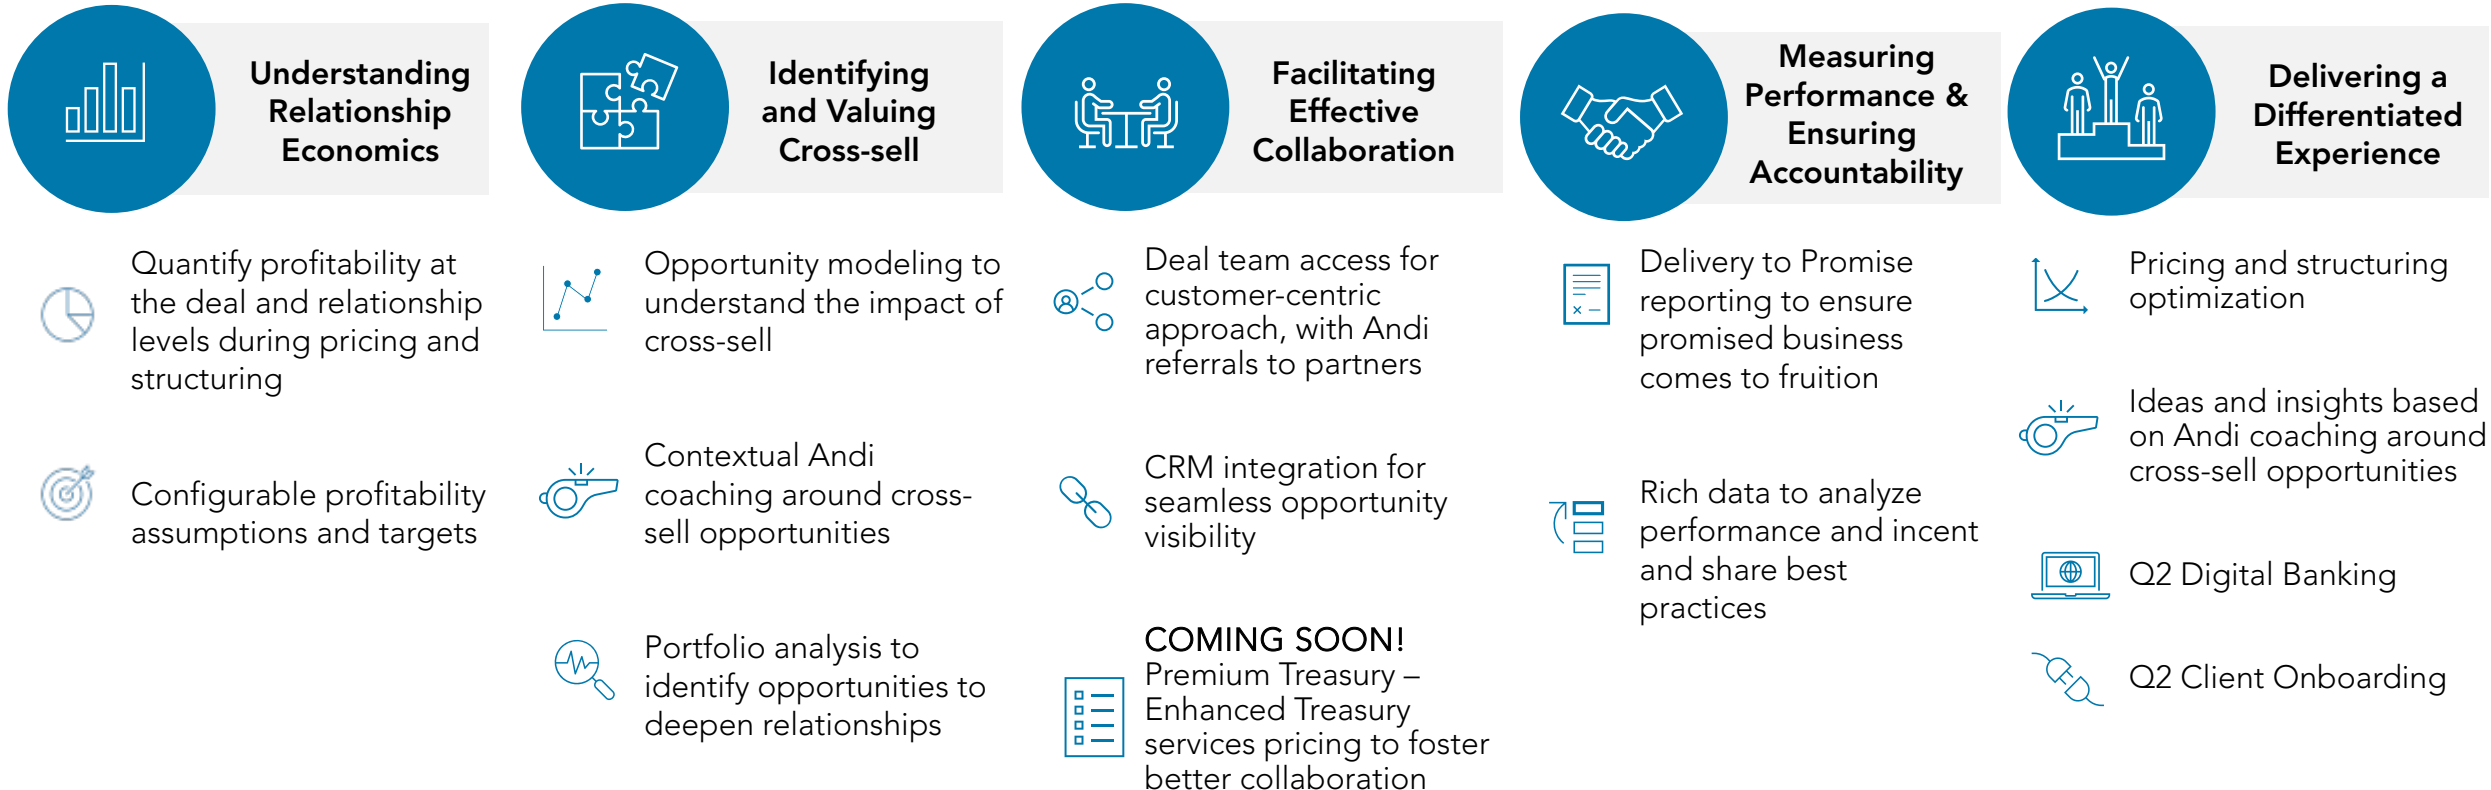 Understanding
Relationship
Economics
Quantify profitability at
the deal and relationship
levels during pricing and
structuring
Configurable profitability
assumptions and targets
Identifying
and Valuing
Cross-sell
Opportunity modeling to
understand the impact of
cross-sell
Contextual Andi
coaching around cross-
sell opportunities
Portfolio analysis to
identify opportunities to
deepen relationships
Facilitating
Effective
Collaboration
Deal team access for
customer-centric
approach, with Andi
referrals to partners
CRM integration for
seamless opportunity
visibility
COMING SOON!
Premium Treasury –
Enhanced Treasury
services pricing to foster
better collaboration
Measuring
Performance &
Ensuring
Accountability
Delivery to Promise
reporting to ensure
promised business
comes to fruition
Rich data to analyze
performance and incent
and share best
practices
Delivering a
Differentiated
Experience
Pricing and structuring
optimization
Ideas and insights based
on Andi coaching around
cross-sell opportunities
Q2 Digital Banking
Q2 Client Onboarding